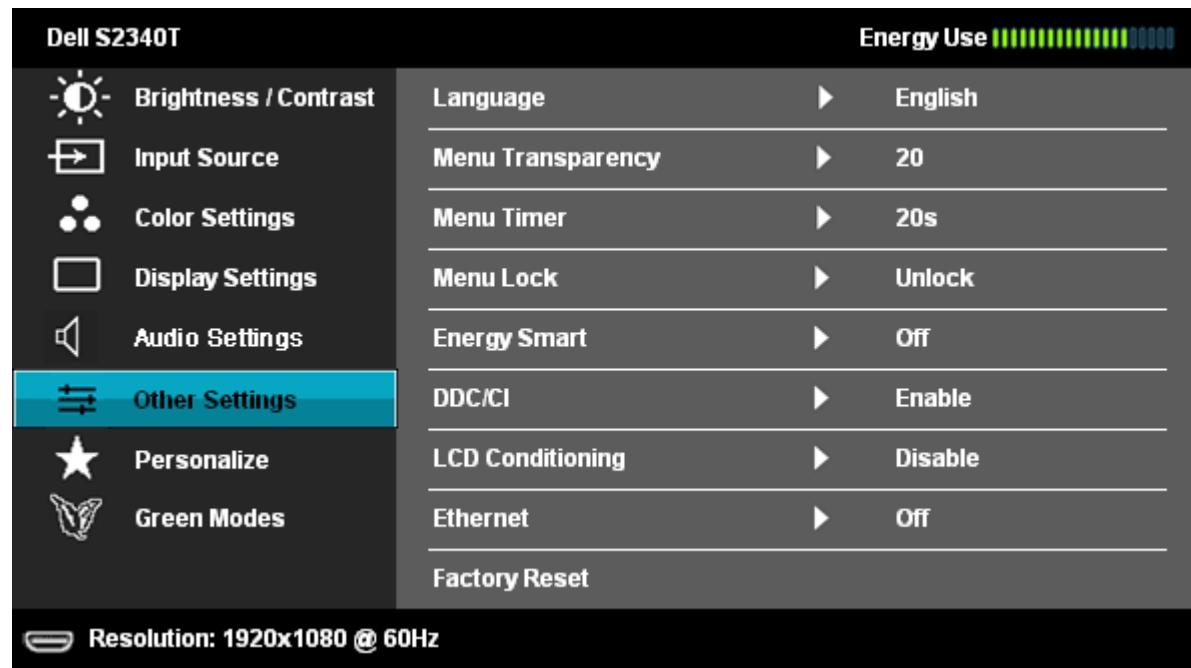 Dell S2340T Energy Use
Brightness / Contrast Language English
Input Source Menu Transparency 20
Color Settings Menu Timer 20s
Display Settings Menu Lock Unlock
Audio Settings Energy Smart Off
Other Settings DDC/CI Enable
Personalize LCD Conditioning Disable
Green Modes Ethernet Off
Factory Reset
Resolution: 1920x1080 @ 60Hz